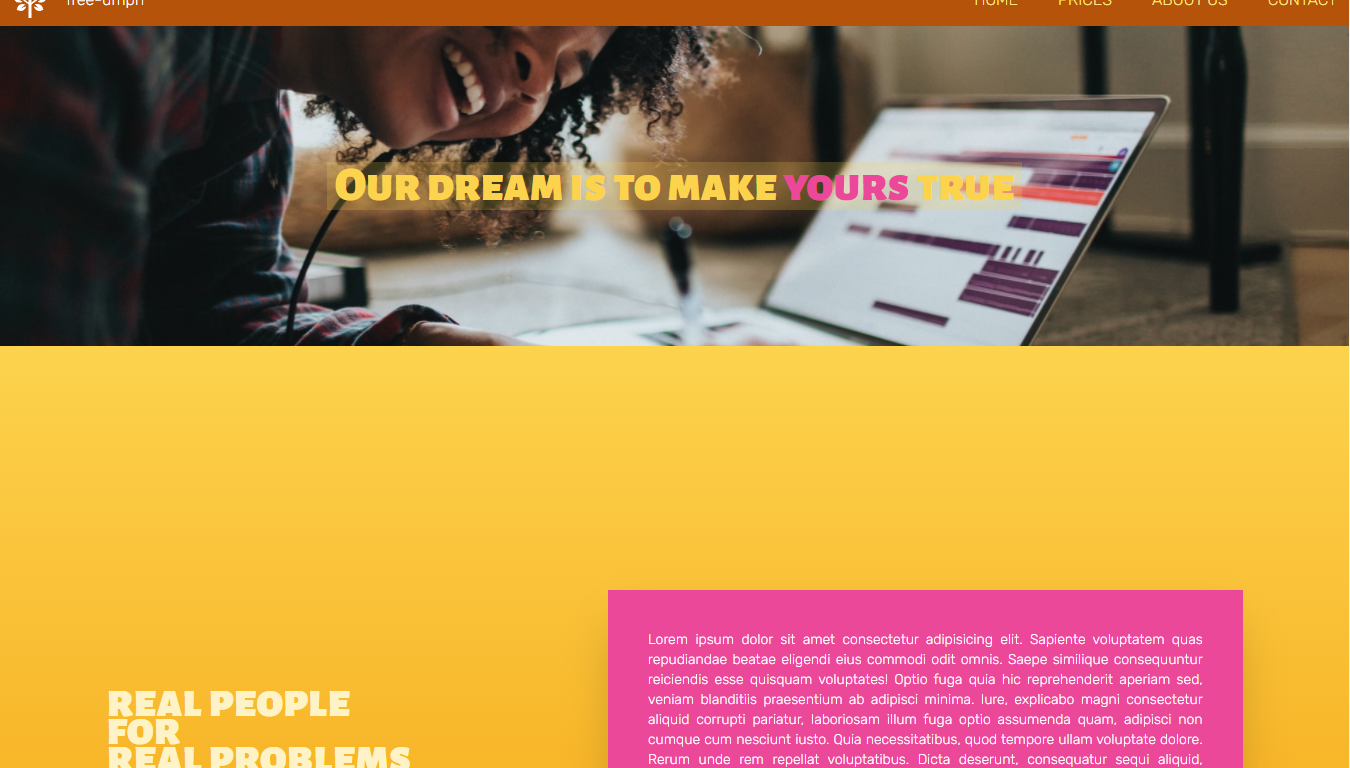 free-umph
HOME PRICES ABOUT US CONTACT
Our dream is to make yours true
REAL PEOPLE
FOR
REAL PROBLEMS
Lorem ipsum dolor sit amet consectetur adipisicing elit. Sapiente voluptatem quas
repudiandae beatae eligendi eius commodi odit omnis. Saepe similique consequuntur
reiciendis esse quisquam voluptates! Optio fuga quia hic reprehenderit aperiam sed,
veniam blanditiis praesentium ab adipisci minima. Iure, explicabo magni consectetur
aliquid corrupti pariatur, laboriosam illum fuga optio assumenda quam, adipisci non
cumque cum nesciunt iusto. Quia necessitatibus, quod tempore ullam voluptate dolore.
Rerum unde rem repellat voluptatibus. Dicta deserunt, consequatur sequi aliquid,